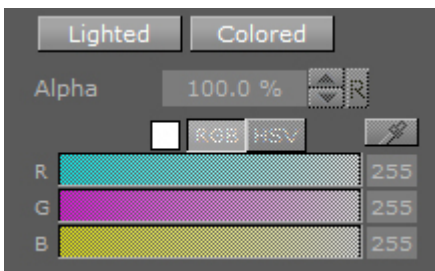 Lighted Colored
Alpha 100.0 % R
RGB HSV
R 255
G 255
B 255